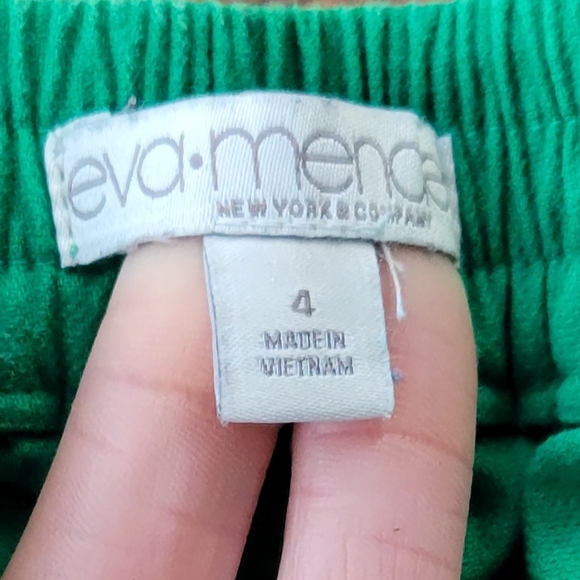 eva•mendes
NEW YORK & COMPANY
4
MADE IN
VIETNAM